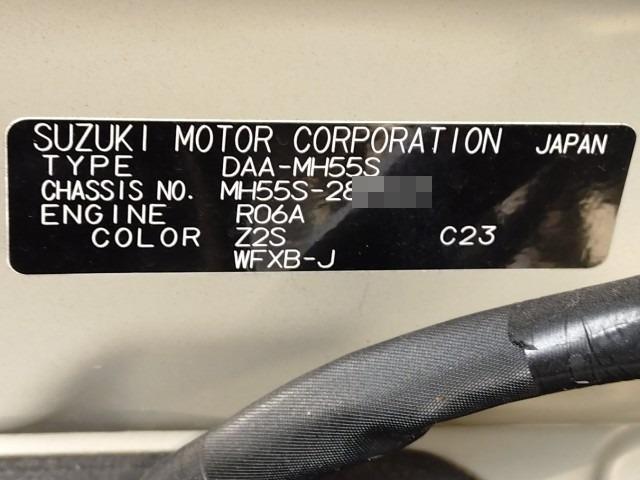 SUZUKI MOTOR CORPORATION JAPAN
TYPE DAA-MH55S
CHASSIS NO. MH55S-28
ENGINE R06A
COLOR Z2S C23
WFXB-J